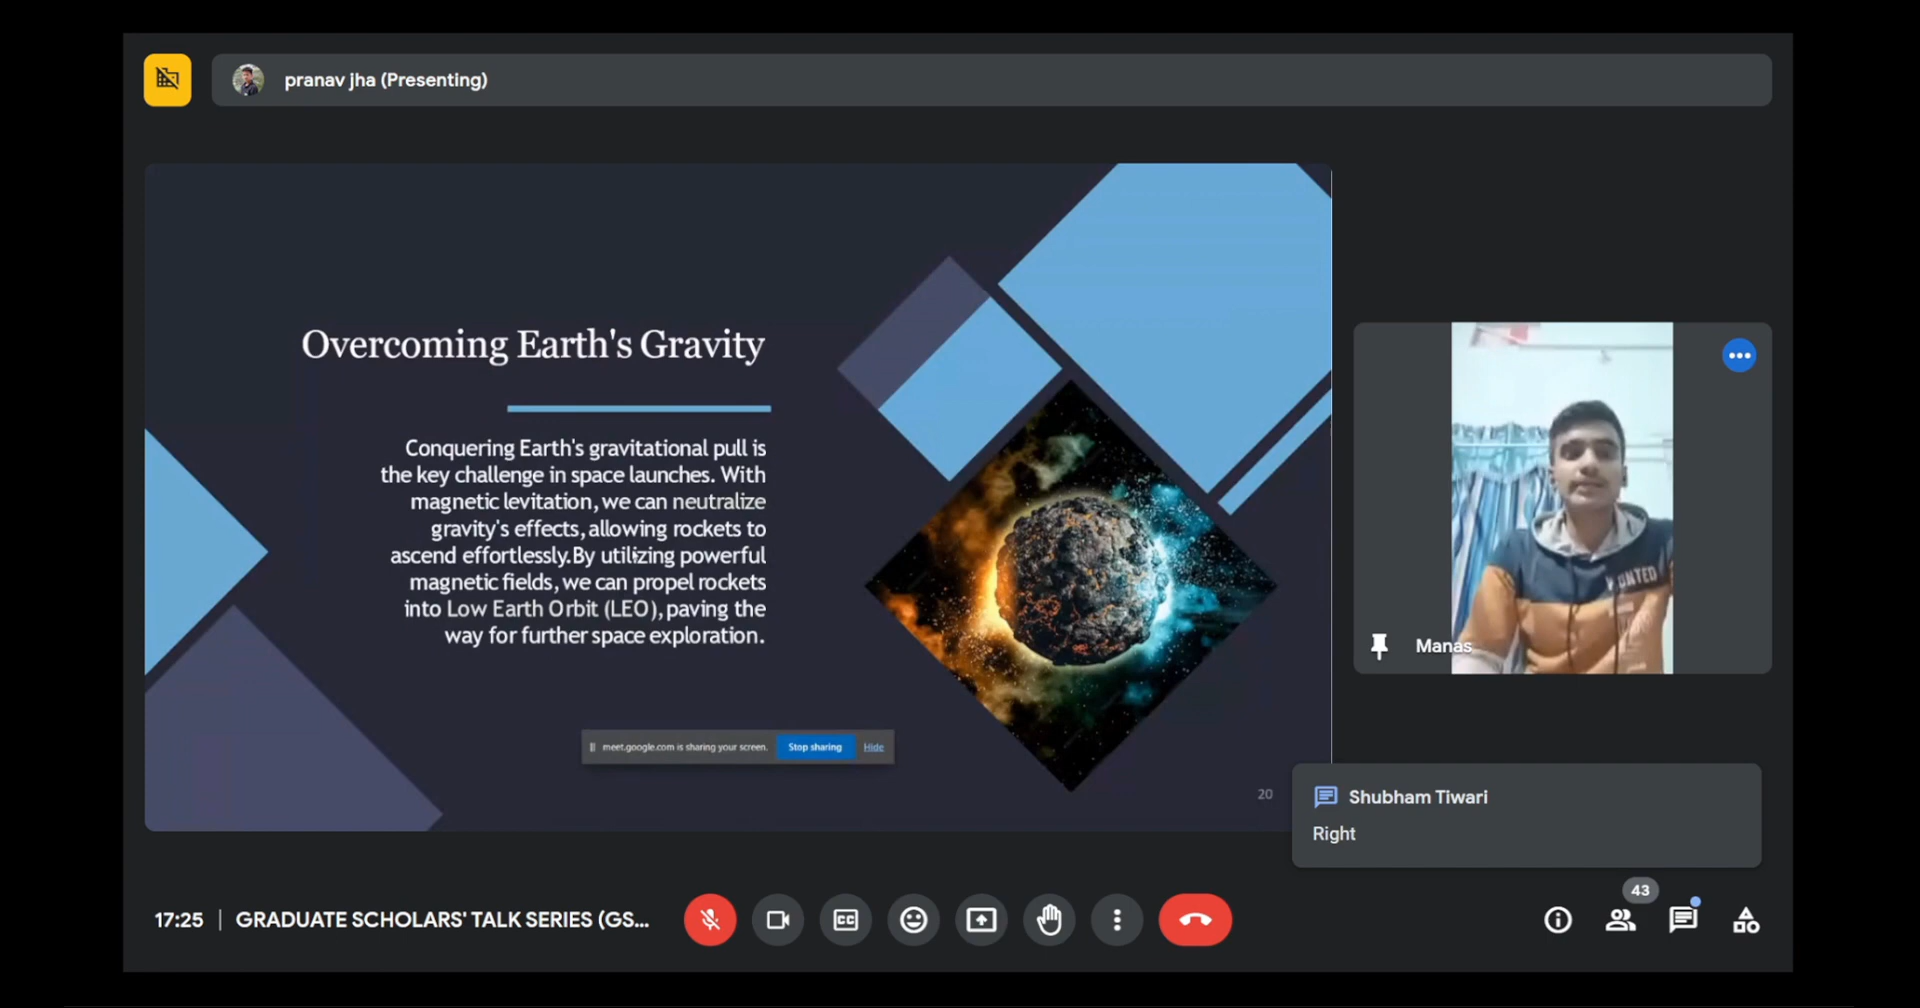 pranav jha (Presenting)
Overcoming Earth's Gravity
Conquering Earth's gravitational pull is
the key challenge in space launches. With
magnetic levitation, we can neutralize
gravity's effects, allowing rockets to
ascend effortlessly.By utilizing powerful
magnetic fields, we can propel rockets
into Low Earth Orbit (LEO), paving the
way for further space exploration.
meet.google.com is sharing your screen.
Stop sharing
Hide
20
Manas
Shubham Tiwari
Right
17:25 | GRADUATE SCHOLARS' TALK SERIES (GS...
CC
43